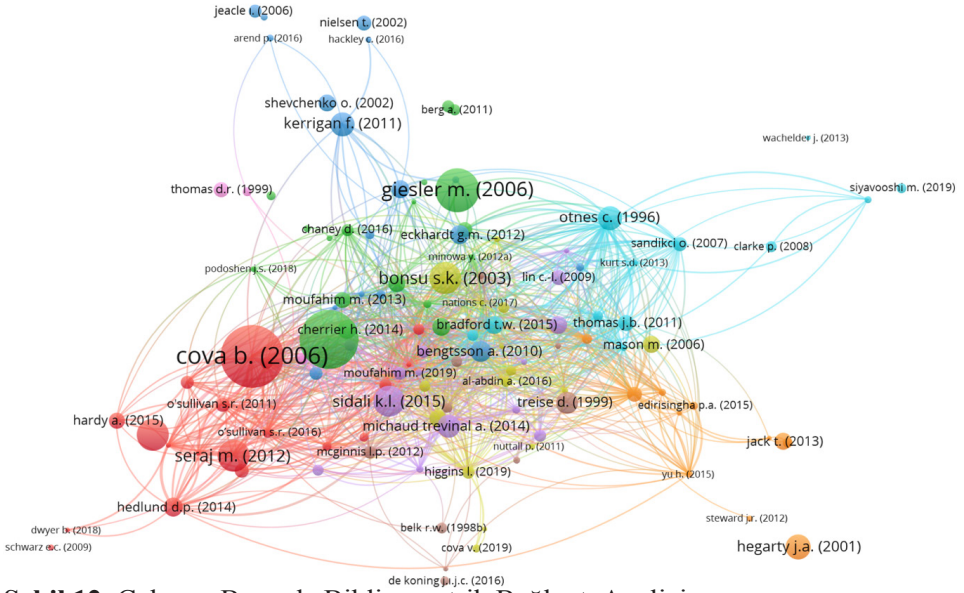 jeacle i. (2006)
nielsen t. (2002)
arend p. (2016)
hackley c. (2016)
shevchenko o. (2002)
berg a. (2011)
kerrigan f. (2011)
wachelder j. (2013)
thomas d.r. (1999)
giesler m. (2006)
siyavooshi m. (2019)
otnes c. (1996)
chaney d. (2016)
eckhardt g.m. (2012)
sandikci o. (2007)
clarke p. (2008)
minowa y. (2012a)
podoshen j.s. (2018)
kurt s.d. (2013)
bonsu s.k. (2003)
lin c.-l. (2009)
moufahim m. (2013)
nations c. (2017)
cherrier h. (2014)
bradford t.w. (2015)
thomas j.b. (2011)
mason m. (2006)
cova b. (2006)
bengtsson a. (2010)
moufahim m. (2019)
al-abdin a. (2016)
o'sullivan s.r. (2011)
sidali k.l. (2015)
treise d. (1999)
edirisingha p.a. (2015)
hardy a. (2015)
o'sullivan s.r. (2016)
michaud trevinal a. (2014)
jack t. (2013)
seraj m. (2012)
mcginnis l.p. (2012)
nuttall p. (2011)
higgins l. (2019)
yu h. (2015)
hedlund d.p. (2014)
steward j.r. (2012)
dwyer b. (2018)
belk r.w. (1998b)
schwarz e.c. (2009)
cova v. (2019)
hegarty j.a. (2001)
de koning j.i.j.c. (2016)